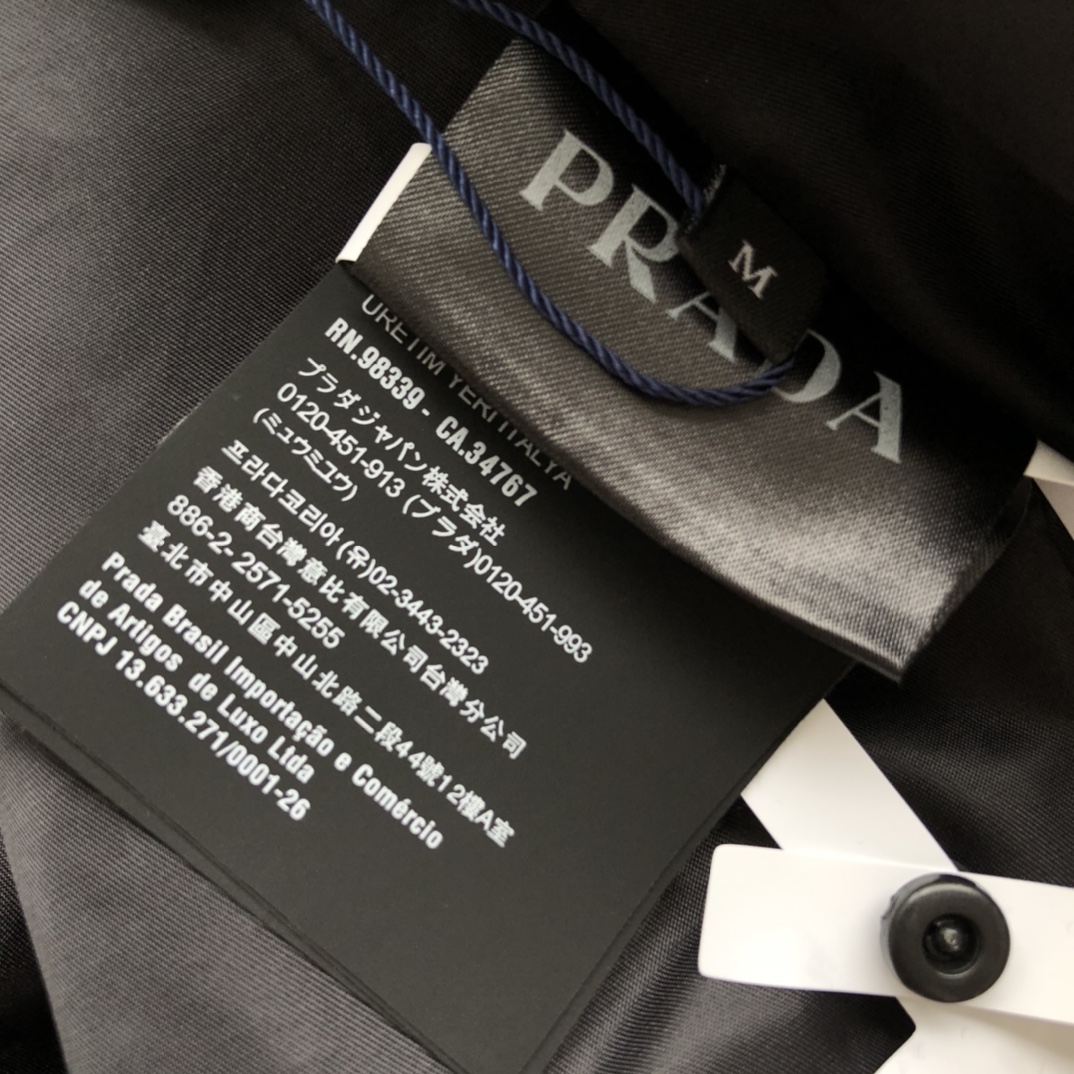 PRADA
M
ÜRETİM YERİ İTALYA
RN.98339 - CA.34767
プラダジャパン株式会社
0120-451-913 (プラダ)0120-451-993
(ミュウミュウ)
프라다코리아(유)02-3443-2323
香港商台灣意比有限公司台灣分公司
886-2- 2571-5255
臺北市中山區中山北路二段44號12樓A室
Prada Brasil Importação e Comércio
de Artigos de Luxo Ltda
CNPJ 13.633.271/0001-26